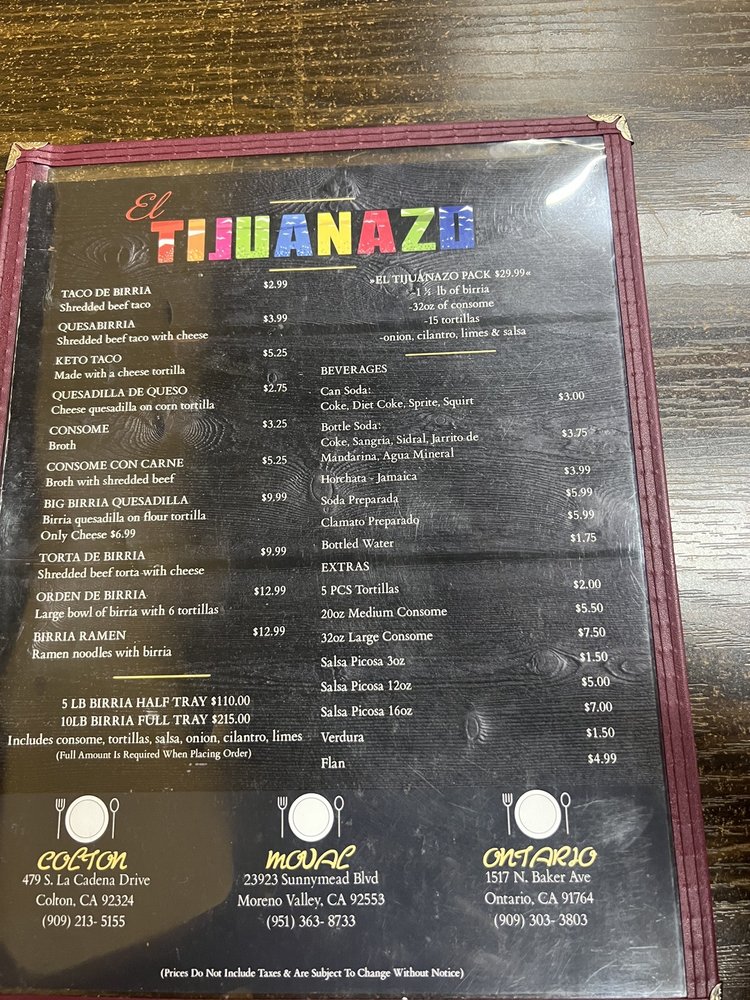 El
TIJUANAZO
TACO DE BIRRIA $2.99
Shredded beef taco
QUESABIRRIA $3.99
Shredded beef taco with cheese
KETO TACO $5.25
Made with a cheese tortilla
QUESADILLA DE QUESO $2.75
Cheese quesadilla on corn tortilla
CONSOME $3.25
Broth
CONSOME CON CARNE $5.25
Broth with shredded beef
BIG BIRRIA QUESADILLA $9.99
Birria quesadilla on flour tortilla
Only Cheese $6.99
TORTA DE BIRRIA $9.99
Shredded beef torta with cheese
ORDEN DE BIRRIA $12.99
Large bowl of birria with 6 tortillas
BIRRIA RAMEN $12.99
Ramen noodles with birria
5 LB BIRRIA HALF TRAY $110.00
10LB BIRRIA FULL TRAY $215.00
Includes consome, tortillas, salsa, onion, cilantro, limes
(Full Amount Is Required When Placing Order)
»EL TIJUANAZO PACK $29.99«
-1 ½ lb of birria
-32oz of consome
-15 tortillas
-onion, cilantro, limes & salsa
BEVERAGES
Can Soda:
Coke, Diet Coke, Sprite, Squirt $3.00
Bottle Soda:
Coke, Sangria, Sidral, Jarrito de $3.75
Mandarina, Agua Mineral
Horchata - Jamaica $3.99
Soda Preparada $5.99
Clamato Preparado $5.99
Bottled Water $1.75
EXTRAS
5 PCS Tortillas $2.00
20oz Medium Consome $5.50
32oz Large Consome $7.50
Salsa Picosa 3oz $1.50
Salsa Picosa 12oz $5.00
Salsa Picosa 16oz $7.00
Verdura $1.50
Flan $4.99
COLTON
479 S. La Cadena Drive
Colton, CA 92324
(909) 213- 5155
MOVAL
23923 Sunnymead Blvd
Moreno Valley, CA 92553
(951) 363- 8733
ONTARIO
1517 N. Baker Ave
Ontario, CA 91764
(909) 303- 3803
(Prices Do Not Include Taxes & Are Subject To Change Without Notice)